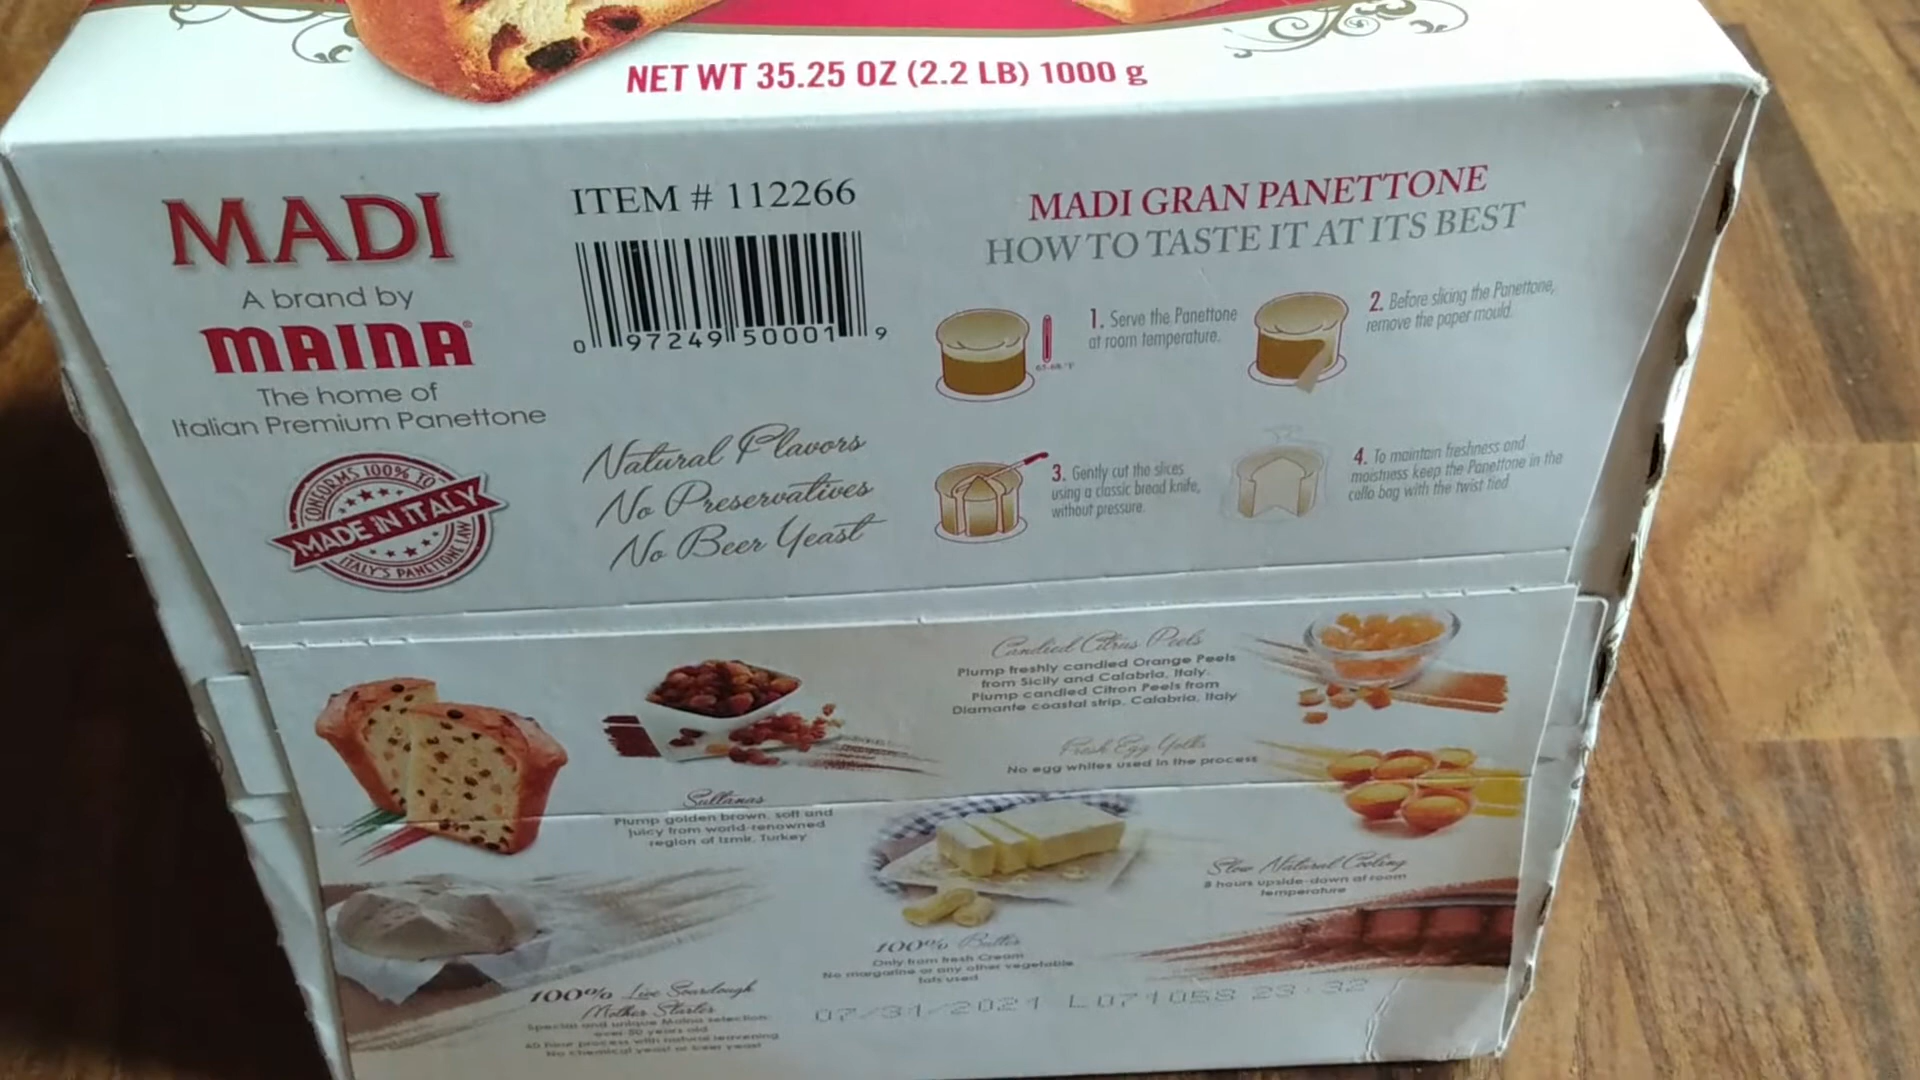 NET WT 35.25 OZ (2.2 LB) 1000 g
MADI
A brand by
MAINA
The home of
Italian Premium Panettone
CONFORMS 100% TO
MADE IN ITALY
ITALY'S PANETTONE LAW
ITEM # 112266
0 97249 50001 9
Natural Flavors
No Preservatives
No Beer Yeast
MADI GRAN PANETTONE
HOW TO TASTE IT AT ITS BEST
1. Serve the Panettone
at room temperature.
2. Before slicing the Panettone,
remove the paper mould.
3. Gently cut the slices
using a classic bread knife,
without pressure.
4. To maintain freshness and
moistness keep the Panettone in the
cello bag with the twist tied
Candied Citrus Peels
Plump freshly candied Orange Peels
from Sicily and Calabria, Italy.
Plump candied Citron Peels from
Diamante coastal strip, Calabria, Italy
Fresh Egg Yolks
No egg whites used in the process
Sultanas
Plump golden brown, soft and
juicy from world-renowned
region of Izmir, Turkey
Slow Natural Cooling
8 hours upside-down at room
temperature
100% Butter
Only from fresh Cream
No margarine or any other vegetable
fats used
100% Live Sourdough
Mother Starter
Special and unique Maina selection
over 50 years old
40 hour process with natural leavening
No chemical yeast or beer yeast
07/31/2021 L071058 23:32